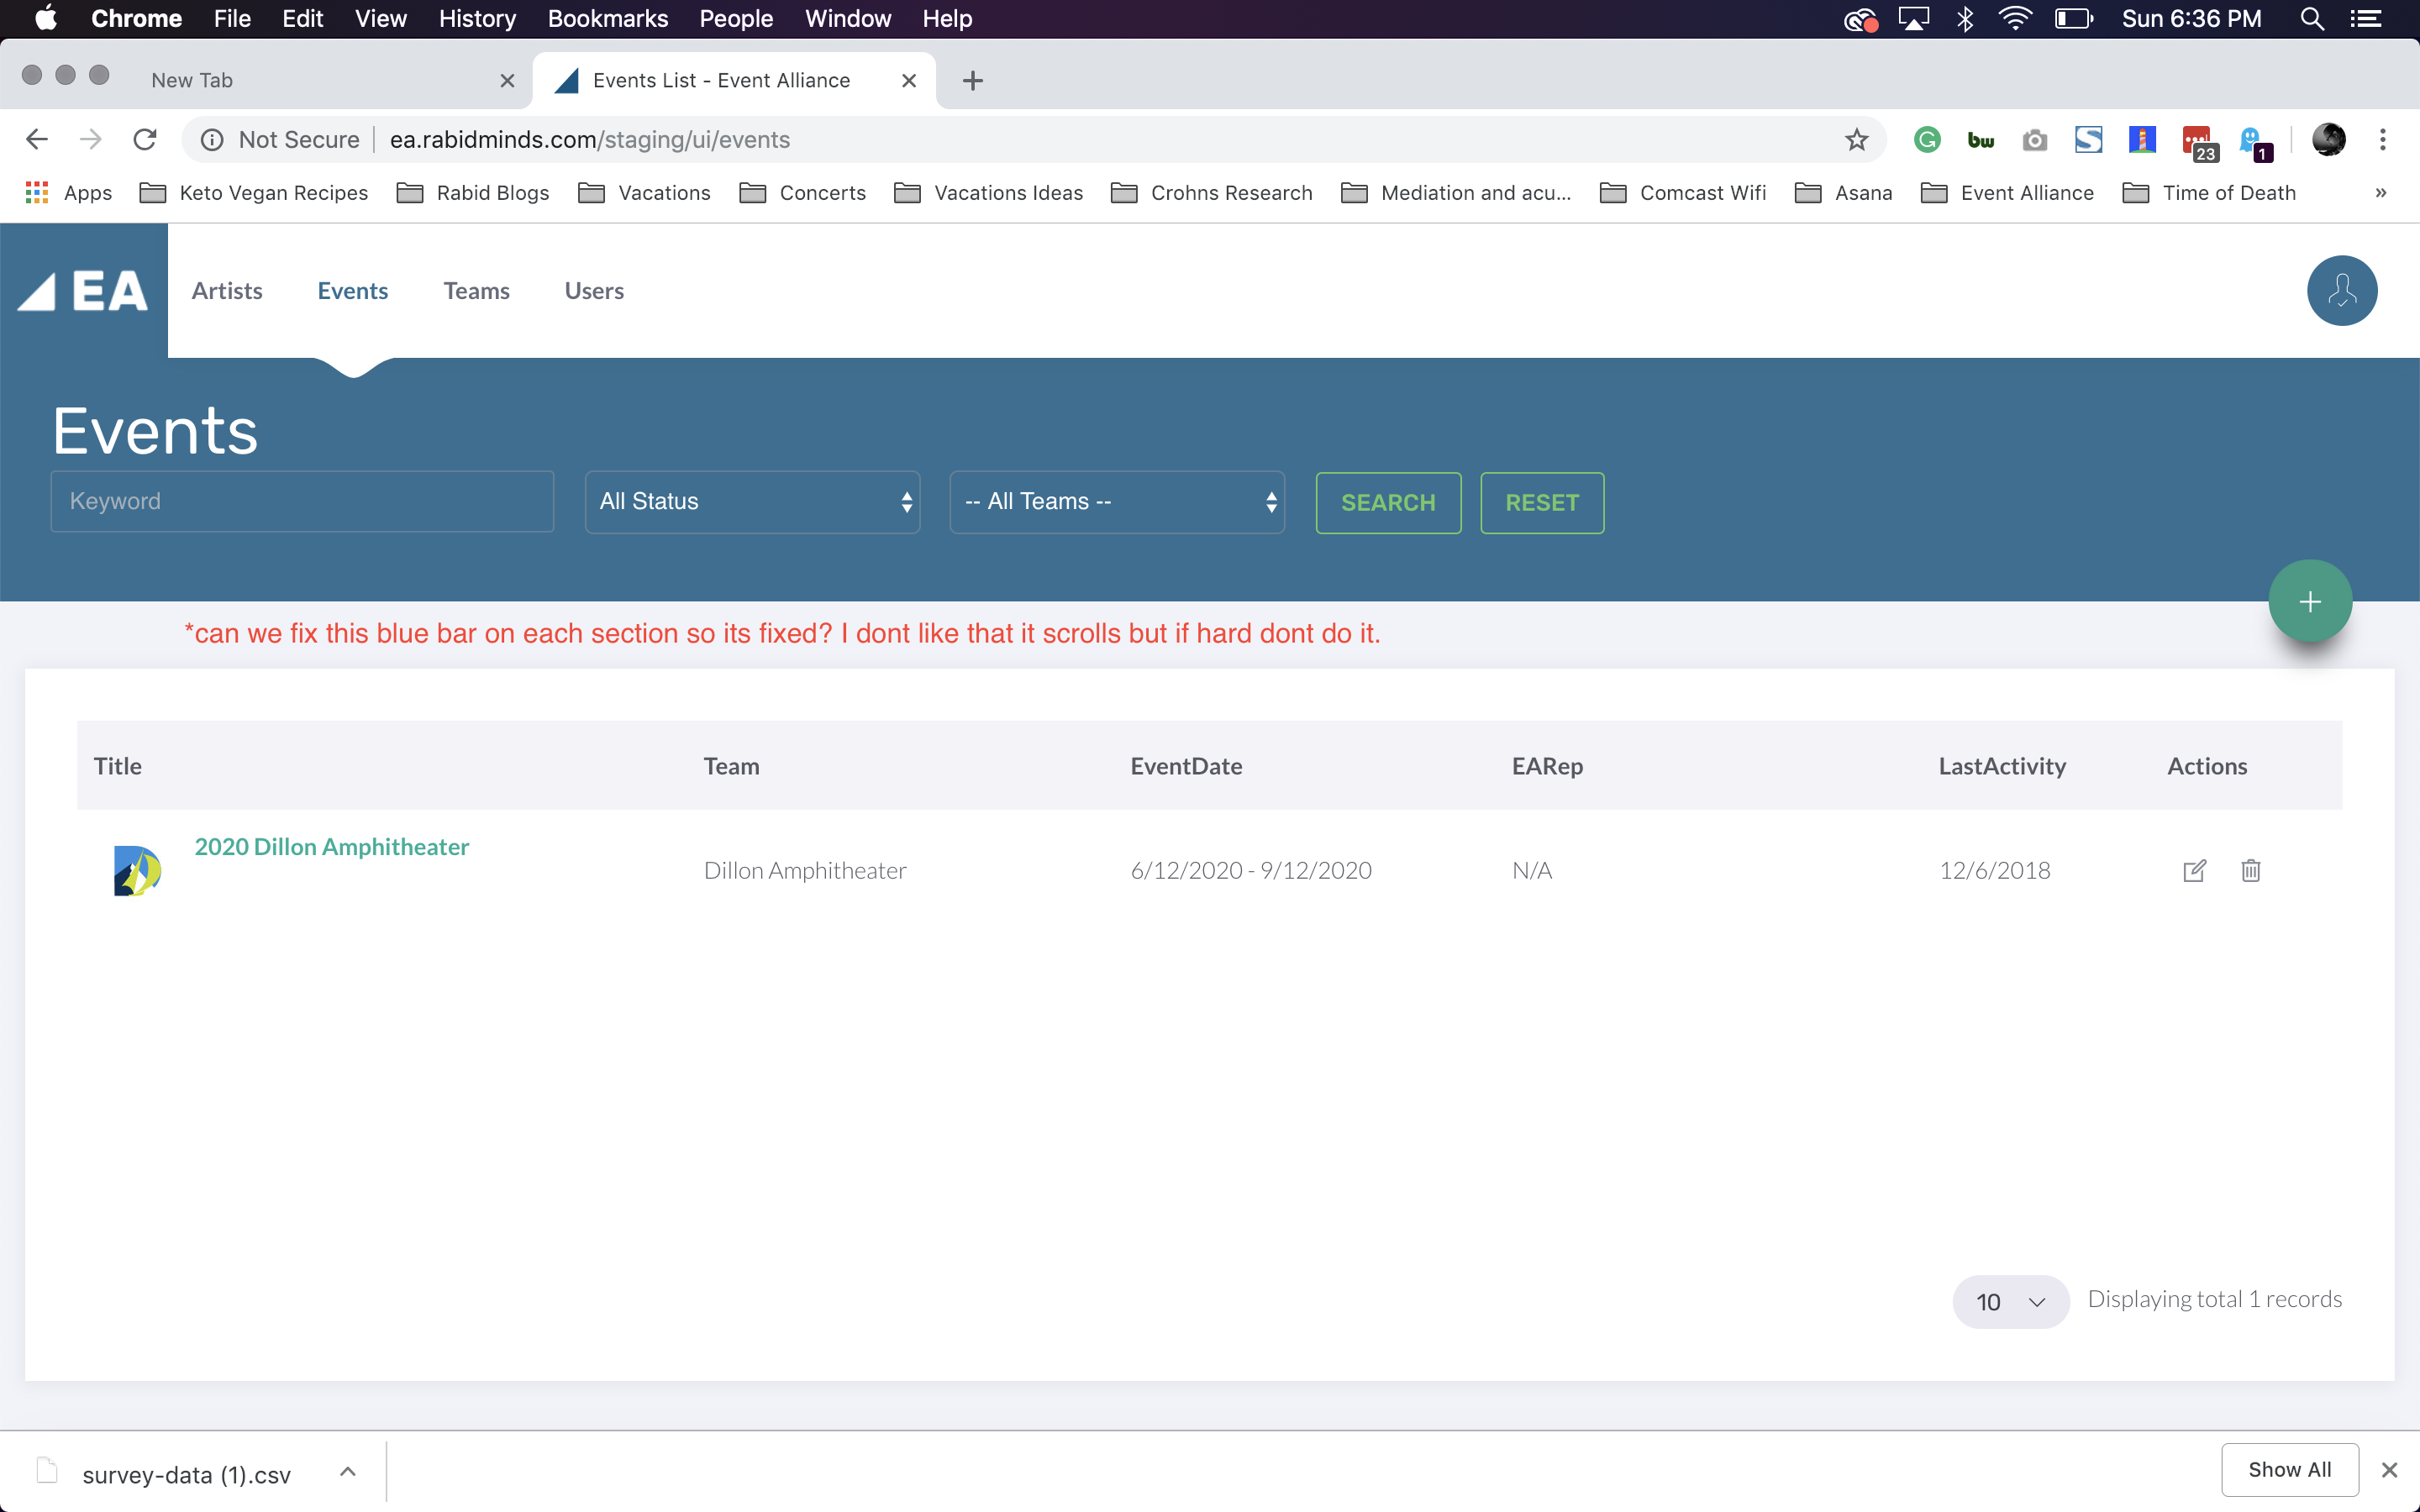 Chrome File Edit View History Bookmarks People Window Help Sun 6:36 PM
New Tab Events List - Event Alliance
Not Secure ea.rabidminds.com/staging/ui/events 23 1
Apps Keto Vegan Recipes Rabid Blogs Vacations Concerts Vacations Ideas Crohns Research Mediation and acu... Comcast Wifi Asana Event Alliance Time of Death »
EA Artists Events Teams Users
Events
Keyword All Status -- All Teams -- SEARCH RESET
+
*can we fix this blue bar on each section so its fixed? I dont like that it scrolls but if hard dont do it.
Title Team EventDate EARep LastActivity Actions
2020 Dillon Amphitheater Dillon Amphitheater 6/12/2020 - 9/12/2020 N/A 12/6/2018
10 Displaying total 1 records
survey-data (1).csv Show All